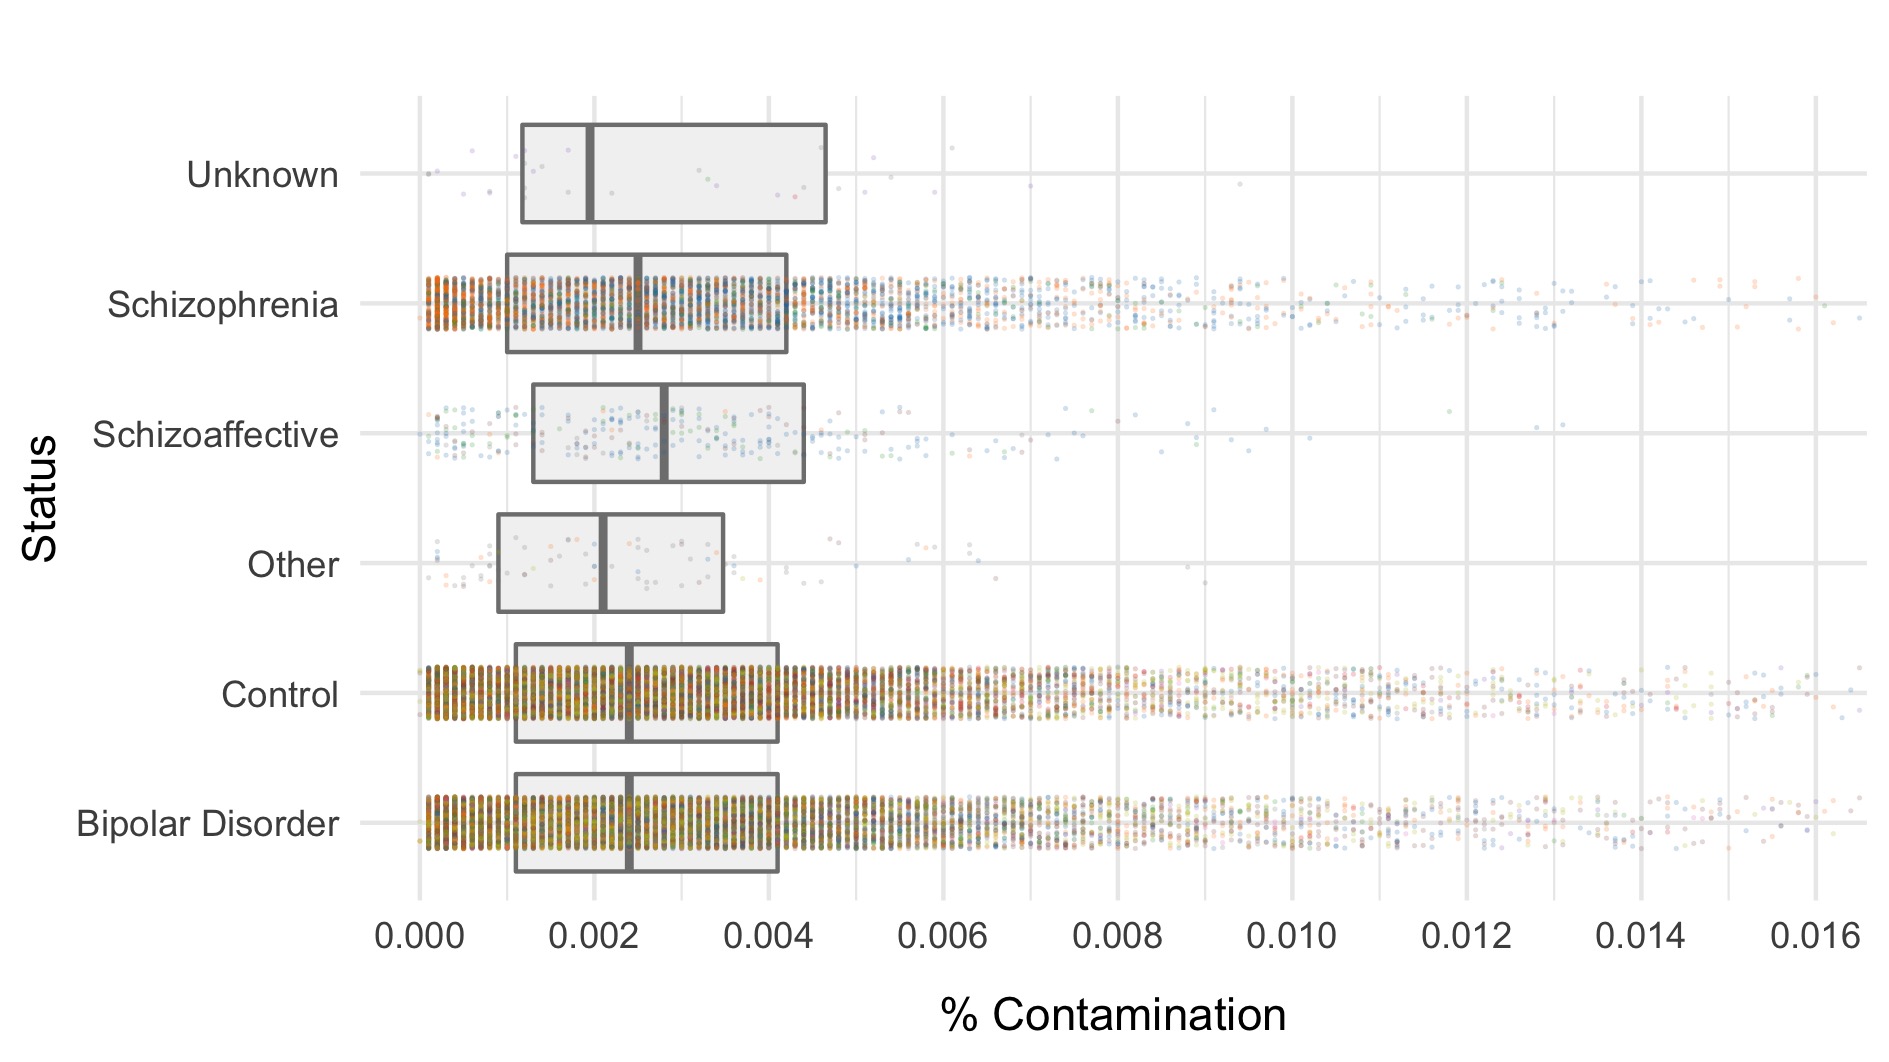 Unknown
Schizophrenia
Schizoaffective
Other
Control
Bipolar Disorder
Status
0.000 0.002 0.004 0.006 0.008 0.010 0.012 0.014 0.016
% Contamination